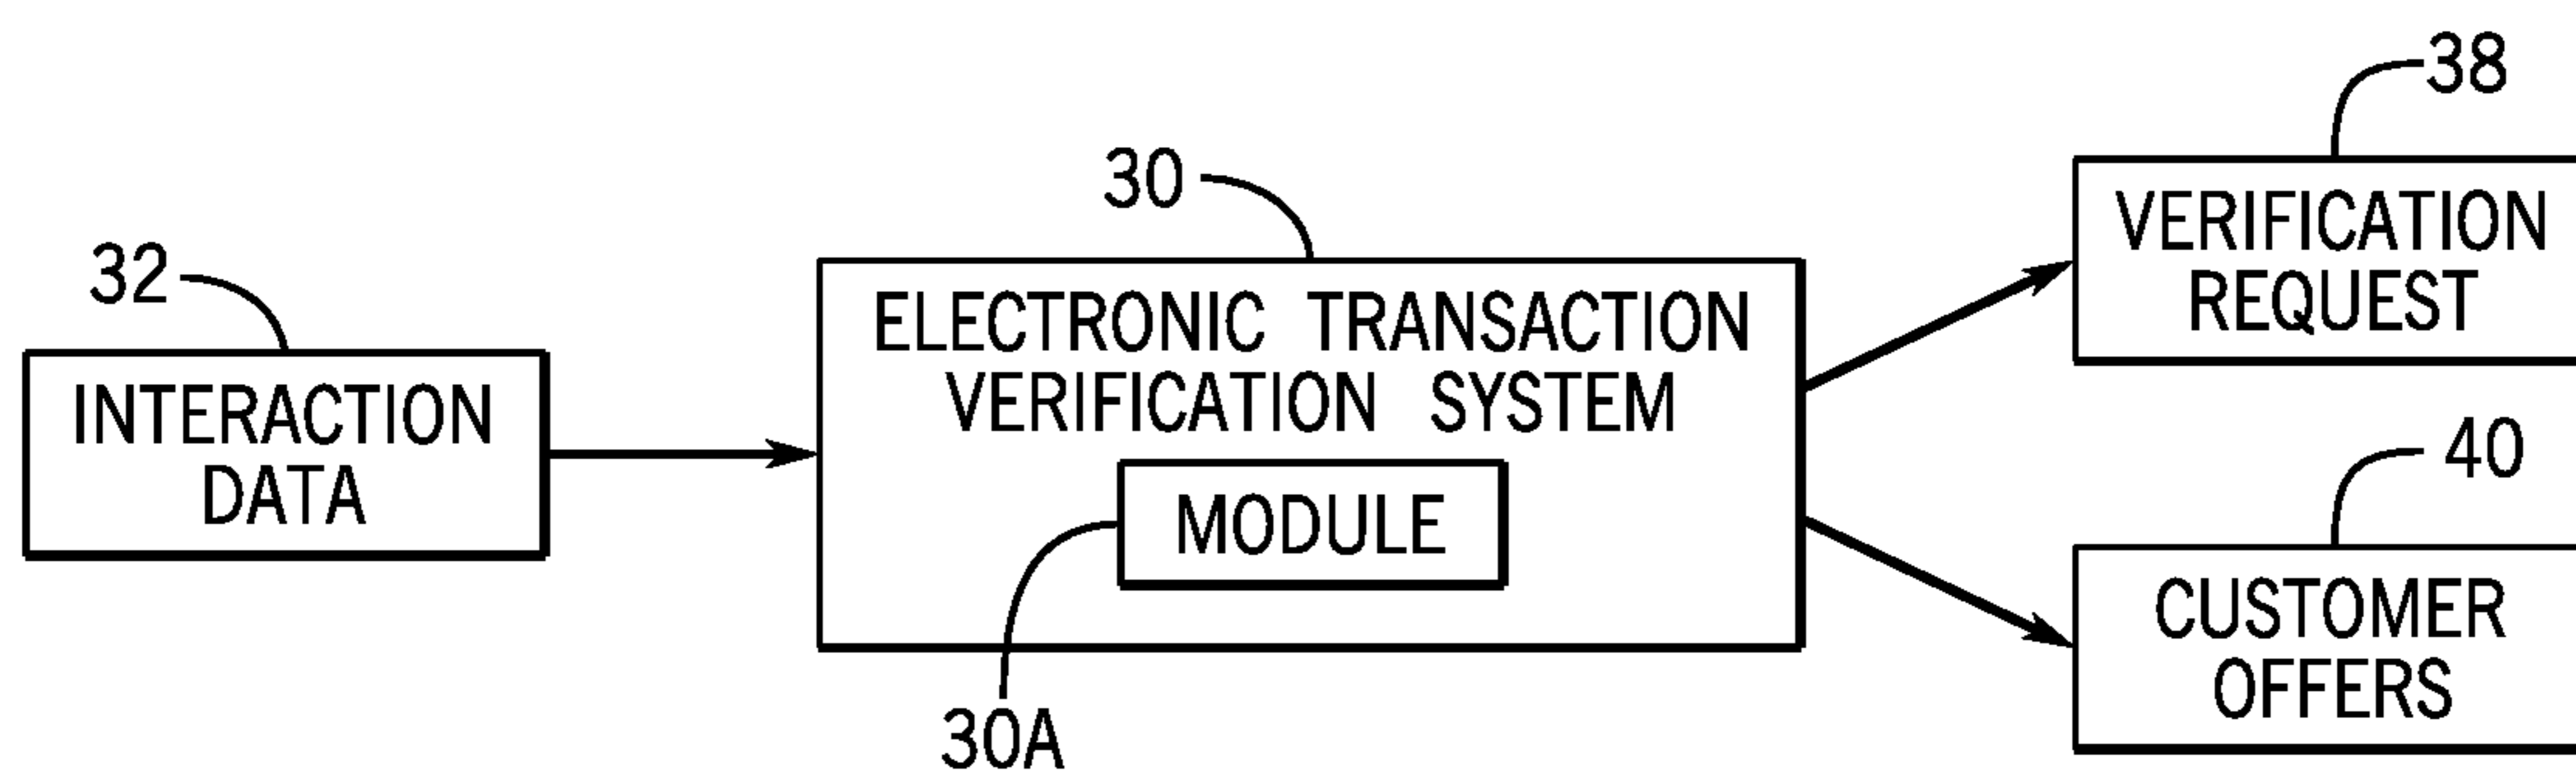 32
INTERACTION
DATA
30
ELECTRONIC TRANSACTION
VERIFICATION SYSTEM
MODULE
30A
38
VERIFICATION
REQUEST
40
CUSTOMER
OFFERS